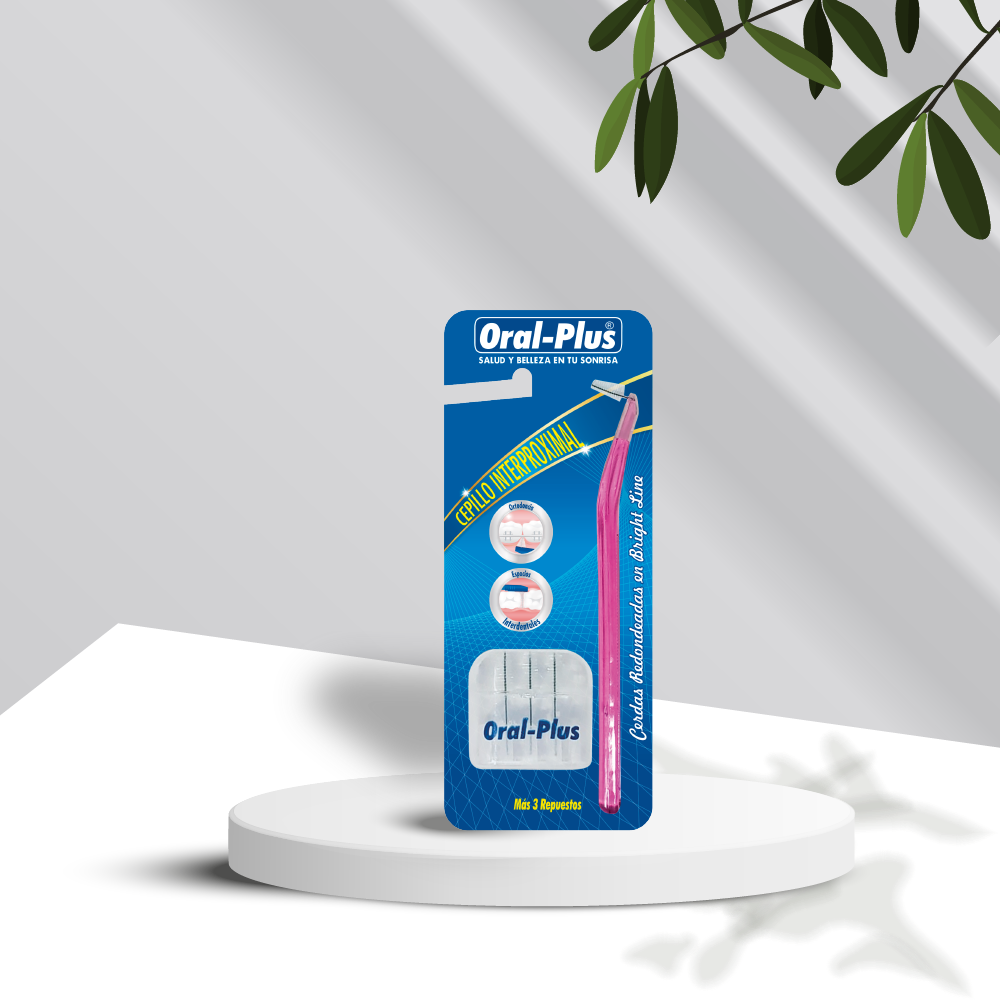 Oral-Plus®
SALUD Y BELLEZA EN TU SONRISA
CEPILLO INTERPROXIMAL
Ortodoncia
Espacios
Interdentales
Cerdas Redondeadas en Bright Line
Oral-Plus
Más 3 Repuestos